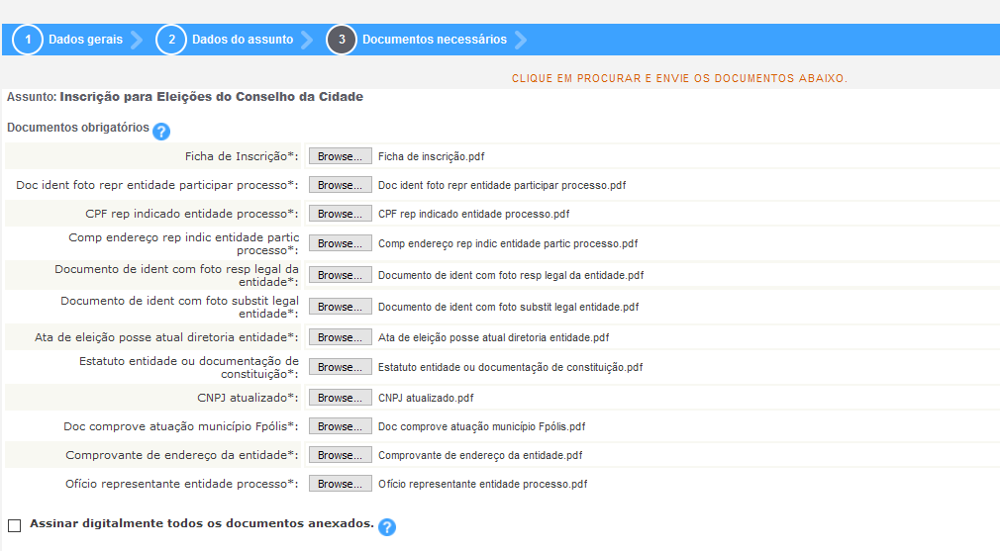 1 Dados gerais 2 Dados do assunto 3 Documentos necessários
CLIQUE EM PROCURAR E ENVIE OS DOCUMENTOS ABAIXO.
Assunto: Inscrição para Eleições do Conselho da Cidade
Documentos obrigatórios ?
Ficha de Inscrição*: Browse... Ficha de inscrição.pdf
Doc ident foto repr entidade participar processo*: Browse... Doc ident foto repr entidade participar processo.pdf
CPF rep indicado entidade processo*: Browse... CPF rep indicado entidade processo.pdf
Comp endereço rep indic entidade partic
processo*: Browse... Comp endereço rep indic entidade partic processo.pdf
Documento de ident com foto resp legal da
entidade*: Browse... Documento de ident com foto resp legal da entidade.pdf
Documento de ident com foto substit legal
entidade*: Browse... Documento de ident com foto substit legal entidade.pdf
Ata de eleição posse atual diretoria entidade*: Browse... Ata de eleição posse atual diretoria entidade.pdf
Estatuto entidade ou documentação de
constituição*: Browse... Estatuto entidade ou documentação de constituição.pdf
CNPJ atualizado*: Browse... CNPJ atualizado.pdf
Doc comprove atuação município Fpólis*: Browse... Doc comprove atuação município Fpólis.pdf
Comprovante de endereço da entidade*: Browse... Comprovante de endereço da entidade.pdf
Ofício representante entidade processo*: Browse... Ofício representante entidade processo.pdf
Assinar digitalmente todos os documentos anexados. ?